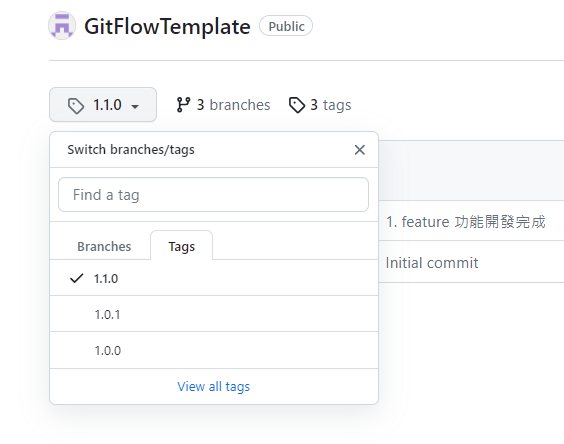 GitFlowTemplate Public
1.1.0 3 branches 3 tags
Switch branches/tags
Find a tag
Branches Tags
1.1.0
1.0.1
1.0.0
View all tags
1. feature 功能開發完成
Initial commit